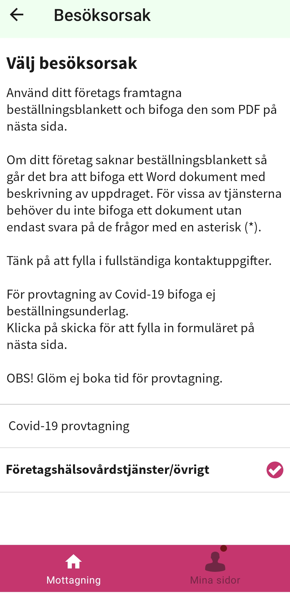 Besöksorsak
Välj besöksorsak
Använd ditt företags framtagna
beställningsblankett och bifoga den som PDF på
nästa sida.
Om ditt företag saknar beställningsblankett så
går det bra att bifoga ett Word dokument med
beskrivning av uppdraget. För vissa av tjänsterna
behöver du inte bifoga ett dokument utan
endast svara på de frågor med en asterisk (*).
Tänk på att fylla i fullständiga kontaktuppgifter.
För provtagning av Covid-19 bifoga ej
beställningsunderlag.
Klicka på skicka för att fylla in formuläret på
nästa sida.
OBS! Glöm ej boka tid för provtagning.
Covid-19 provtagning
Företagshälsovårdstjänster/övrigt
Mottagning
Mina sidor